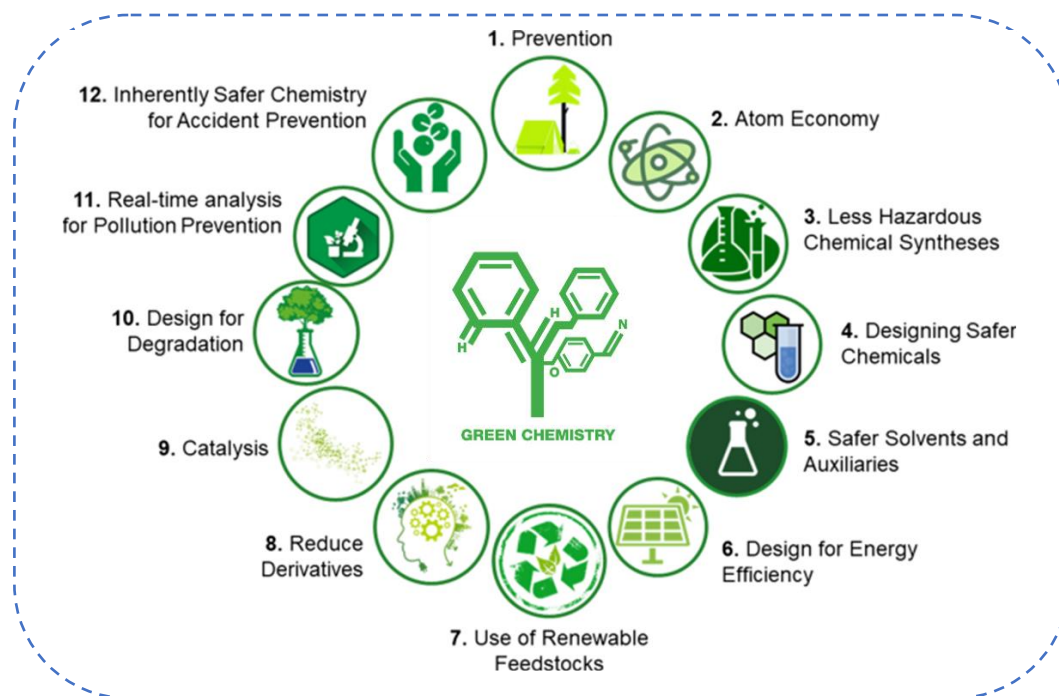 1. Prevention
2. Atom Economy
3. Less Hazardous
Chemical Syntheses
4. Designing Safer
Chemicals
5. Safer Solvents and
Auxiliaries
6. Design for Energy
Efficiency
7. Use of Renewable
Feedstocks
8. Reduce
Derivatives
9. Catalysis
10. Design for
Degradation
11. Real-time analysis
for Pollution Prevention
12. Inherently Safer Chemistry
for Accident Prevention
H
N
H
O
GREEN CHEMISTRY